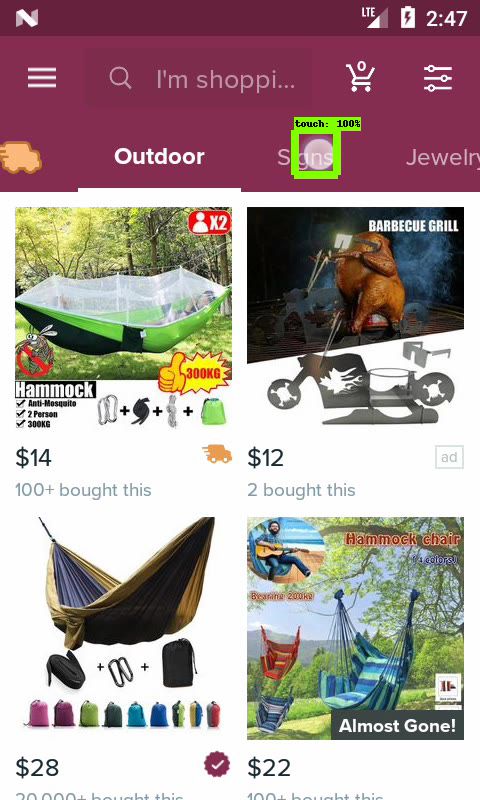 LTE
2:47
0
I'm shoppi...
touch: 100%
Outdoor
Signs
Jewelry
X2
300KG
Hammock
Anti-Mosquito
2 Person
300KG
BARBECUE GRILL
$14
100+ bought this
$12
ad
2 bought this
Hammock chair
(4 colors)
Bearing 200kg
Almost Gone!
$28
20,000+ bought this
$22
100+ bought this